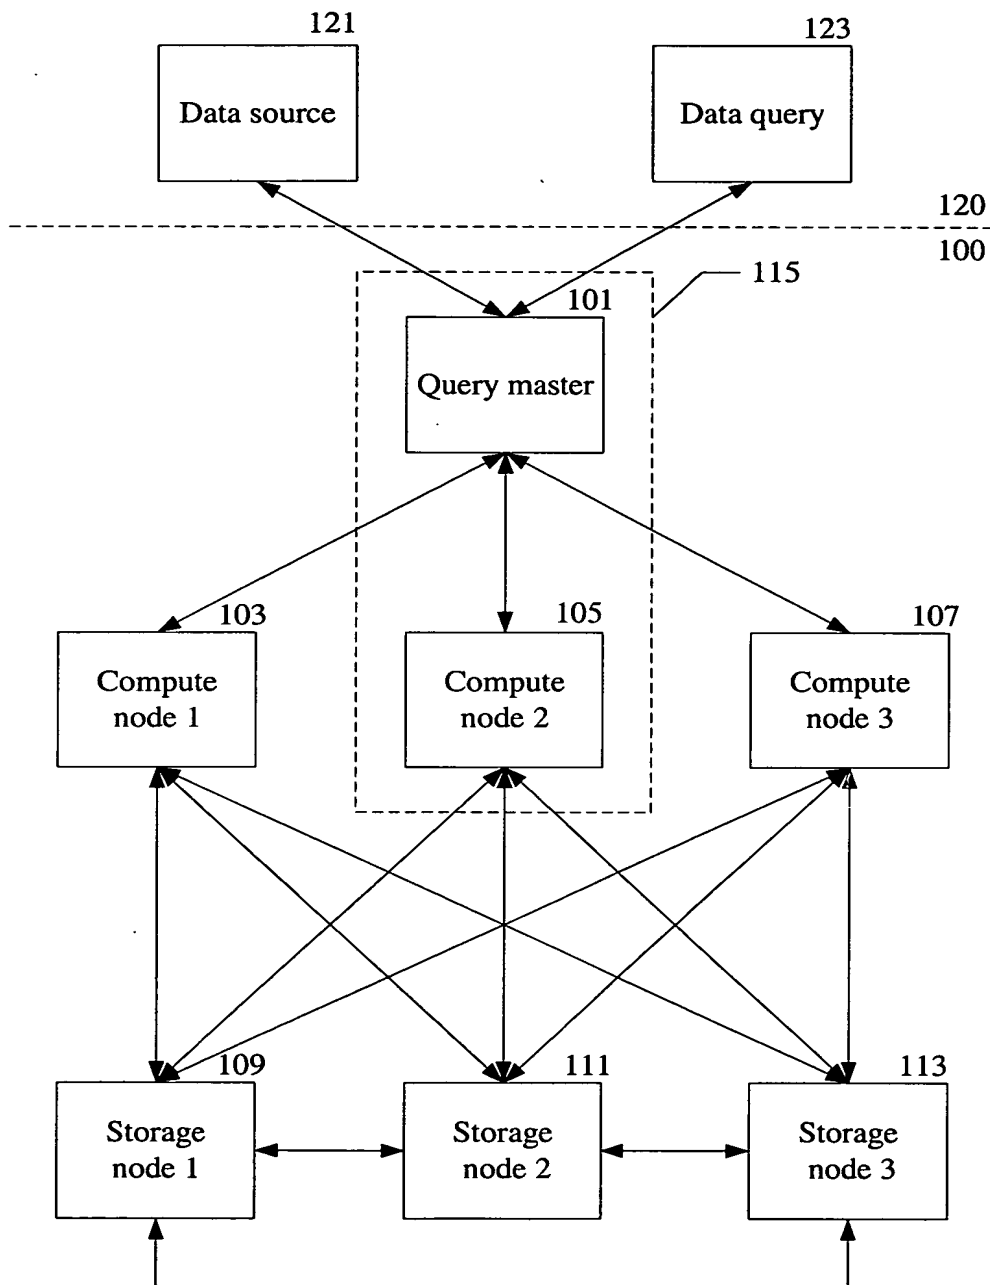 121
123
Data source
Data query
120
100
115
101
Query master
103
105
107
Compute
node 1
Compute
node 2
Compute
node 3
109
111
113
Storage
node 1
Storage
node 2
Storage
node 3